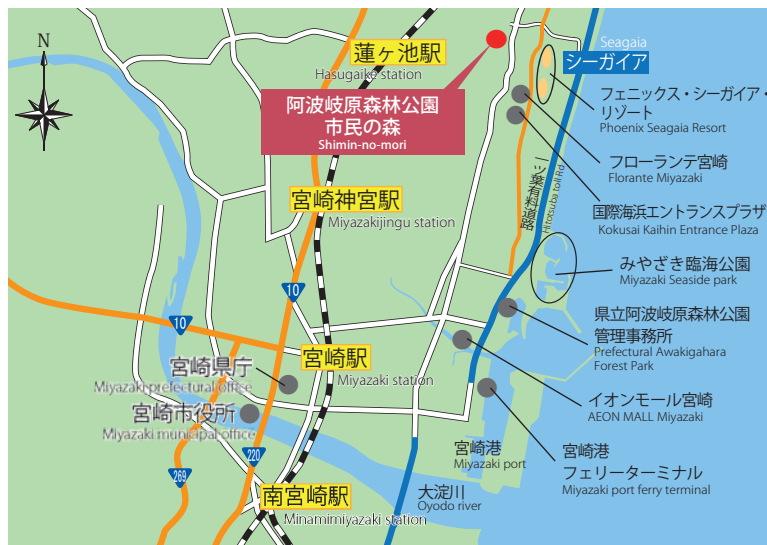 N
蓮ヶ池駅
Hasugaike station
阿波岐原森林公園
市民の森
Shimin-no-mori
Seagaia
シーガイア
フェニックス・シーガイア・
リゾート
Phoenix Seagaia Resort
フローランテ宮崎
Florante Miyazaki
一ツ葉有料道路
Hitotsuba toll Rd
国際海浜エントランスプラザ
Kokusai Kaihin Entrance Plaza
宮崎神宮駅
Miyazakijingu station
みやざき臨海公園
Miyazaki Seaside park
10
10
県立阿波岐原森林公園
管理事務所
Prefectural Awakigahara
Forest Park
宮崎駅
Miyazaki station
宮崎県庁
Miyazaki prefectural office
宮崎市役所
Miyazaki municipal office
イオンモール宮崎
AEON MALL Miyazaki
宮崎港
Miyazaki port
宮崎港
フェリーターミナル
Miyazaki port ferry terminal
220
269
南宮崎駅
Minamimiyazaki station
大淀川
Oyodo river